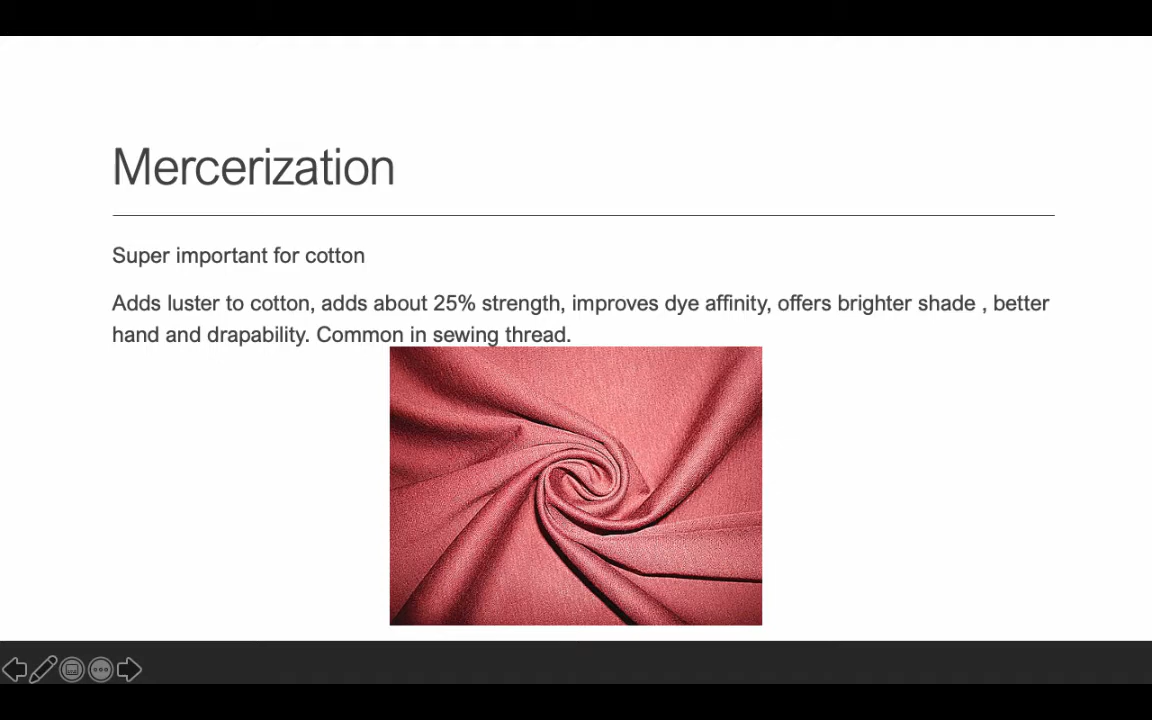 Mercerization
Super important for cotton
Adds luster to cotton, adds about 25% strength, improves dye affinity, offers brighter shade , better
hand and drapability. Common in sewing thread.